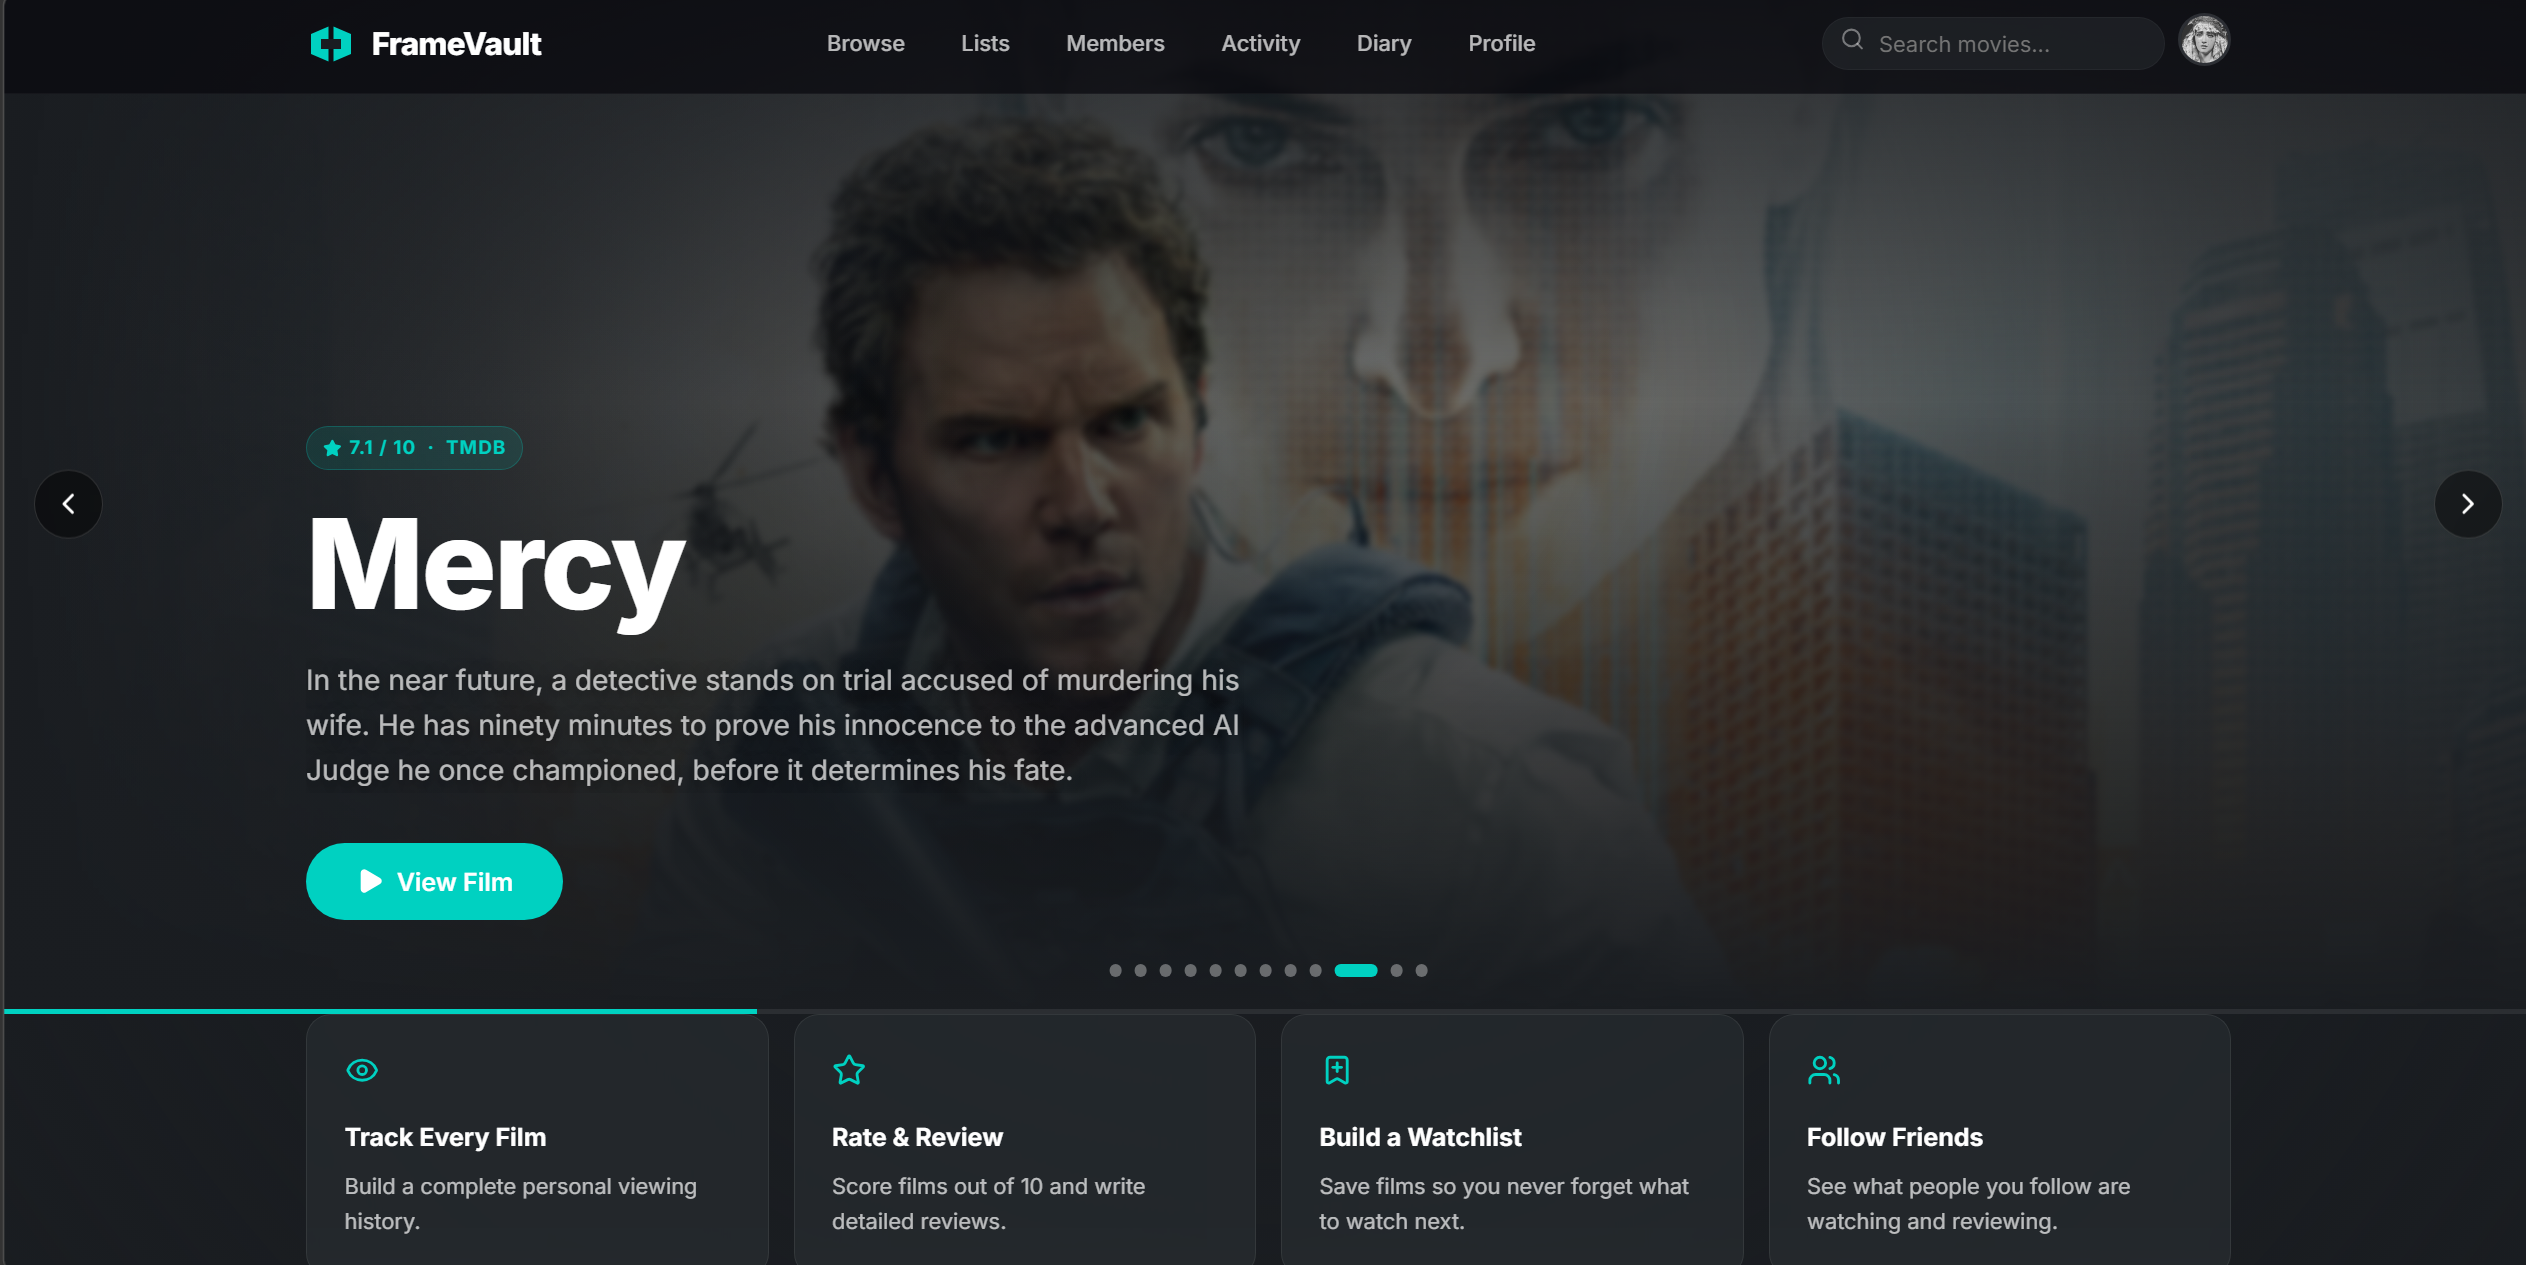 FrameVault
Browse
Lists
Members
Activity
Diary
Profile
Search movies...
7.1 / 10 · TMDB
Mercy
In the near future, a detective stands on trial accused of murdering his
wife. He has ninety minutes to prove his innocence to the advanced AI
Judge he once championed, before it determines his fate.
View Film
Track Every Film
Build a complete personal viewing
history.
Rate & Review
Score films out of 10 and write
detailed reviews.
Build a Watchlist
Save films so you never forget what
to watch next.
Follow Friends
See what people you follow are
watching and reviewing.